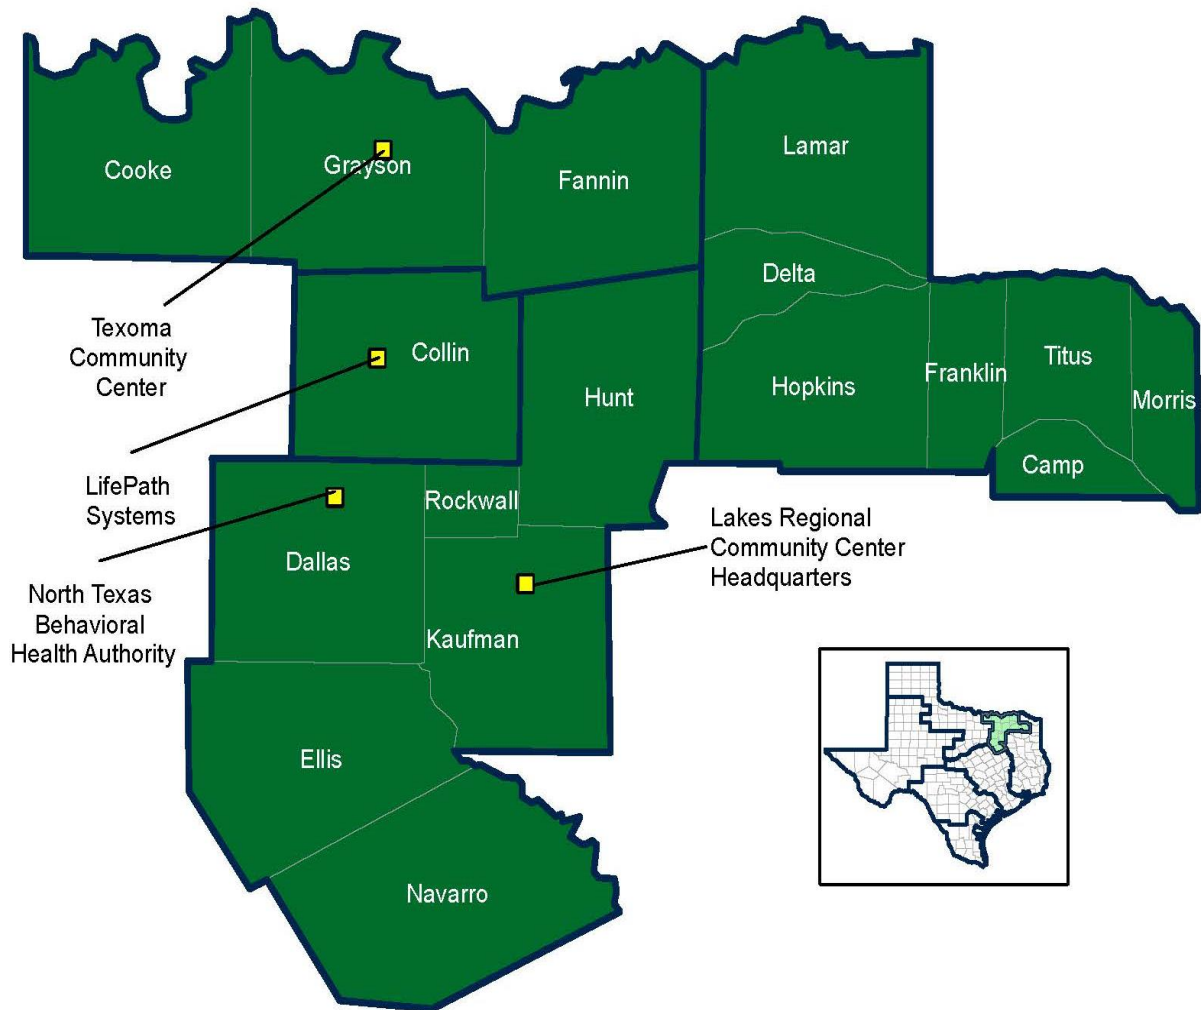 Cooke
Grayson
Fannin
Lamar
Delta
Texoma
Community
Center
Collin
Hunt
Hopkins
Franklin
Titus
Morris
Camp
LifePath
Systems
Rockwall
Dallas
Lakes Regional
Community Center
Headquarters
North Texas
Behavioral
Health Authority
Kaufman
Ellis
Navarro